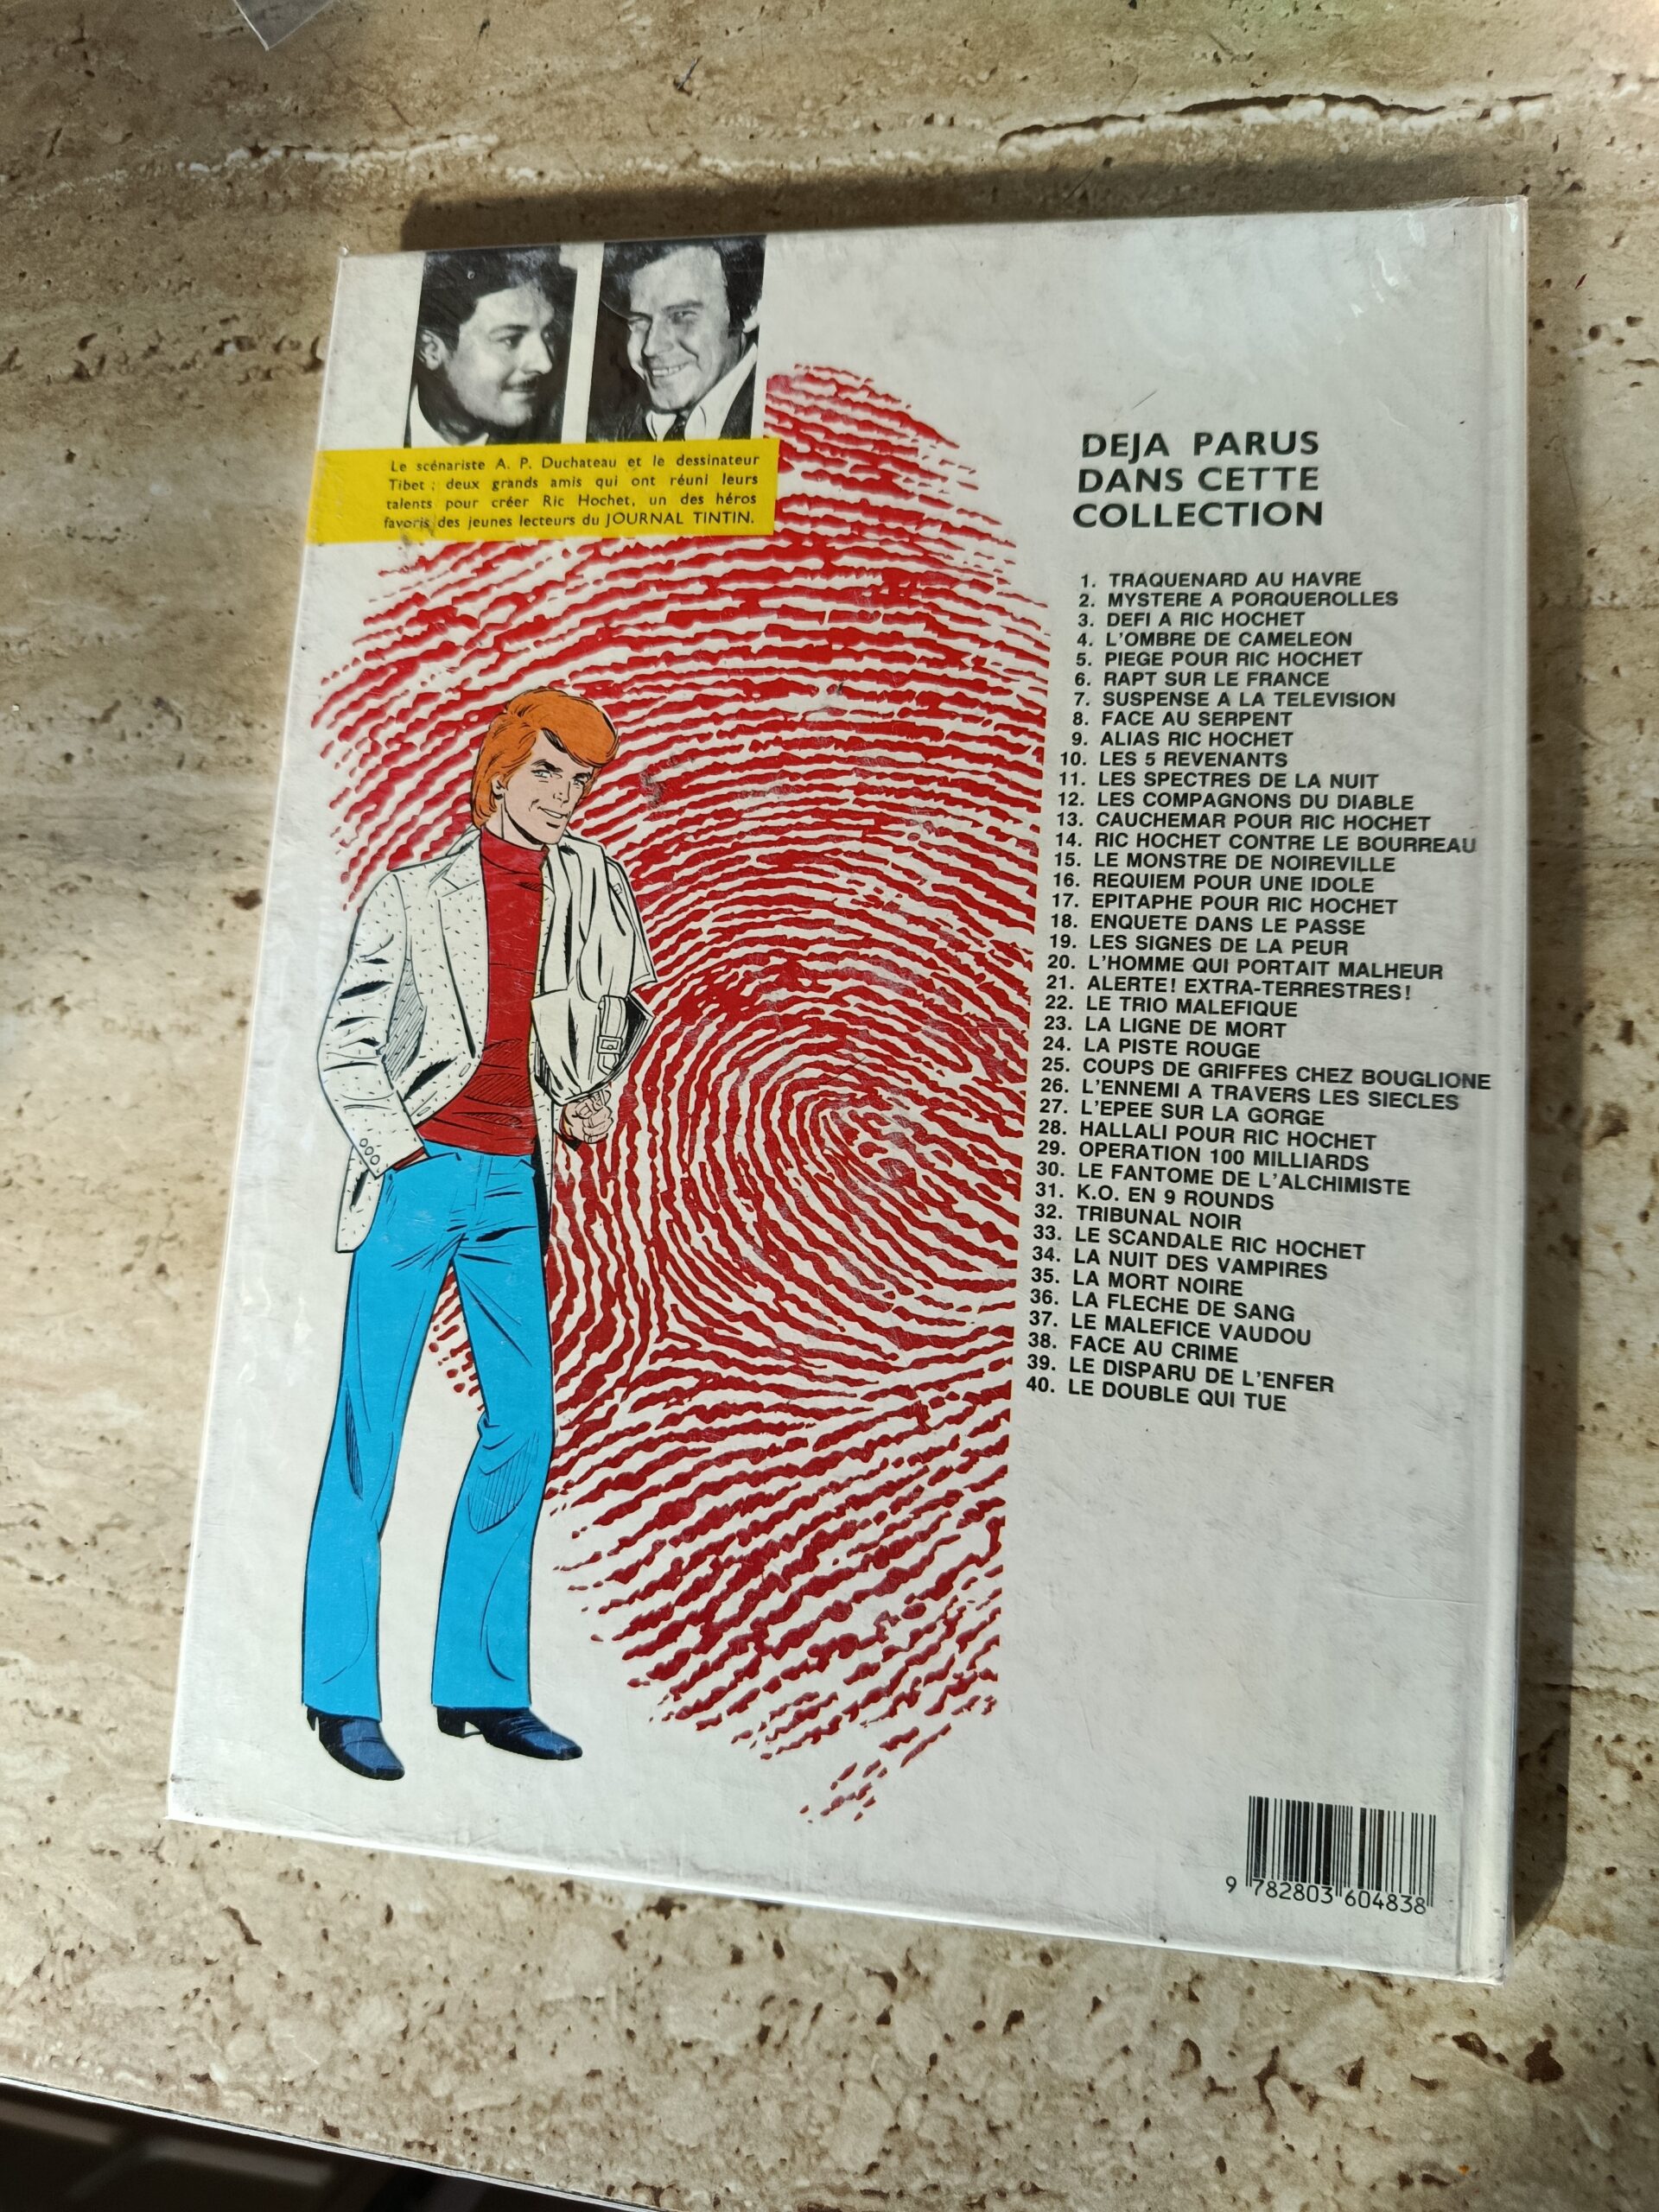 Le scénariste A. P. Duchateau et le dessinateur
Tibet : deux grands amis qui ont réuni leurs
talents pour créer Ric Hochet, un des héros
favoris des jeunes lecteurs du JOURNAL TINTIN.
DEJA PARUS
DANS CETTE
COLLECTION
1. TRAQUENARD AU HAVRE
2. MYSTERE A PORQUEROLLES
3. DEFI A RIC HOCHET
4. L'OMBRE DE CAMELEON
5. PIEGE POUR RIC HOCHET
6. RAPT SUR LE FRANCE
7. SUSPENSE A LA TELEVISION
8. FACE AU SERPENT
9. ALIAS RIC HOCHET
10. LES 5 REVENANTS
11. LES SPECTRES DE LA NUIT
12. LES COMPAGNONS DU DIABLE
13. CAUCHEMAR POUR RIC HOCHET
14. RIC HOCHET CONTRE LE BOURREAU
15. LE MONSTRE DE NOIREVILLE
16. REQUIEM POUR UNE IDOLE
17. EPITAPHE POUR RIC HOCHET
18. ENQUETE DANS LE PASSE
19. LES SIGNES DE LA PEUR
20. L'HOMME QUI PORTAIT MALHEUR
21. ALERTE! EXTRA-TERRESTRES!
22. LE TRIO MALEFIQUE
23. LA LIGNE DE MORT
24. LA PISTE ROUGE
25. COUPS DE GRIFFES CHEZ BOUGLIONE
26. L'ENNEMI A TRAVERS LES SIECLES
27. L'EPEE SUR LA GORGE
28. HALLALI POUR RIC HOCHET
29. OPERATION 100 MILLIARDS
30. LE FANTOME DE L'ALCHIMISTE
31. K.O. EN 9 ROUNDS
32. TRIBUNAL NOIR
33. LE SCANDALE RIC HOCHET
34. LA NUIT DES VAMPIRES
35. LA MORT NOIRE
36. LA FLECHE DE SANG
37. LE MALEFICE VAUDOU
38. FACE AU CRIME
39. LE DISPARU DE L'ENFER
40. LE DOUBLE QUI TUE
9 782803 604838